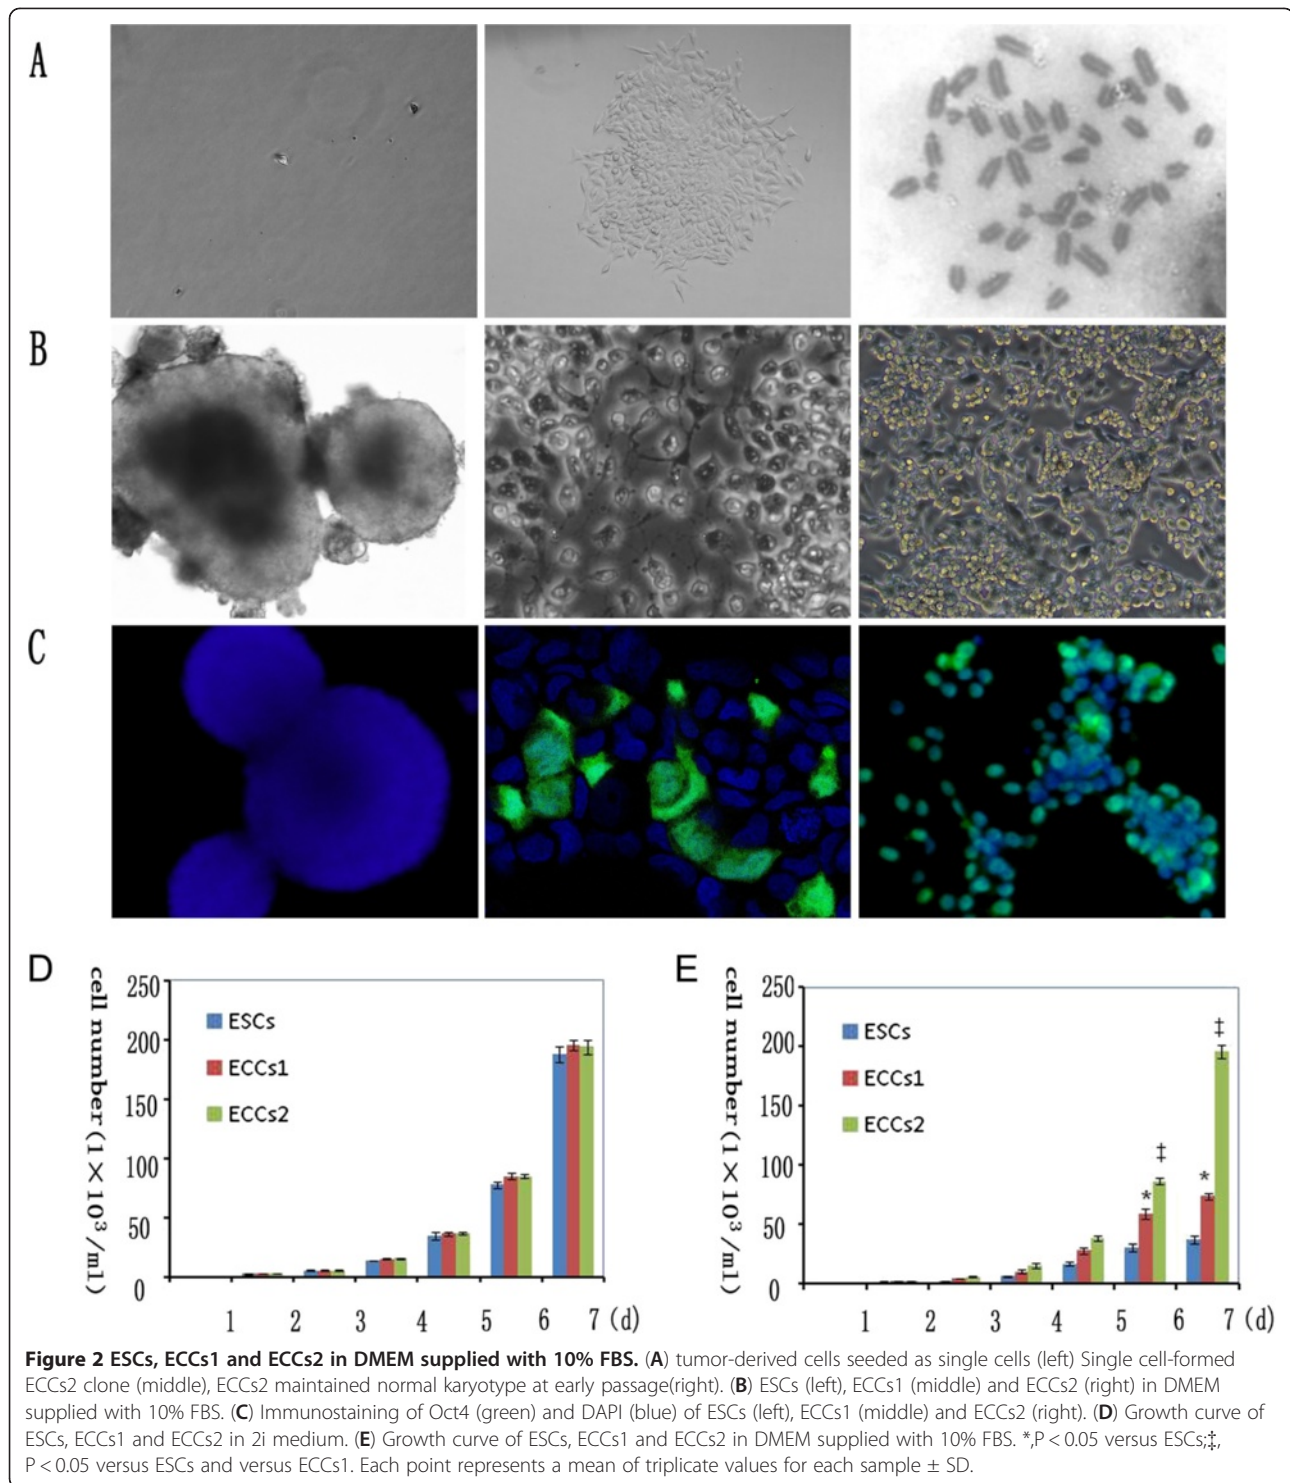 A
B
C
D
cell number (1×10³/ml)
250
200
150
100
50
0
ESCs
ECCs1
ECCs2
1 2 3 4 5 6 7 (d)
E
cell number (1×10³/ml)
250
200
150
100
50
0
ESCs
ECCs1
ECCs2
* ‡ * ‡
1 2 3 4 5 6 7 (d)
Figure 2 ESCs, ECCs1 and ECCs2 in DMEM supplied with 10% FBS. (A) tumor-derived cells seeded as single cells (left) Single cell-formed
ECCs2 clone (middle), ECCs2 maintained normal karyotype at early passage(right). (B) ESCs (left), ECCs1 (middle) and ECCs2 (right) in DMEM
supplied with 10% FBS. (C) Immunostaining of Oct4 (green) and DAPI (blue) of ESCs (left), ECCs1 (middle) and ECCs2 (right). (D) Growth curve of
ESCs, ECCs1 and ECCs2 in 2i medium. (E) Growth curve of ESCs, ECCs1 and ECCs2 in DMEM supplied with 10% FBS. *,P < 0.05 versus ESCs;‡,
P < 0.05 versus ESCs and versus ECCs1. Each point represents a mean of triplicate values for each sample ± SD.